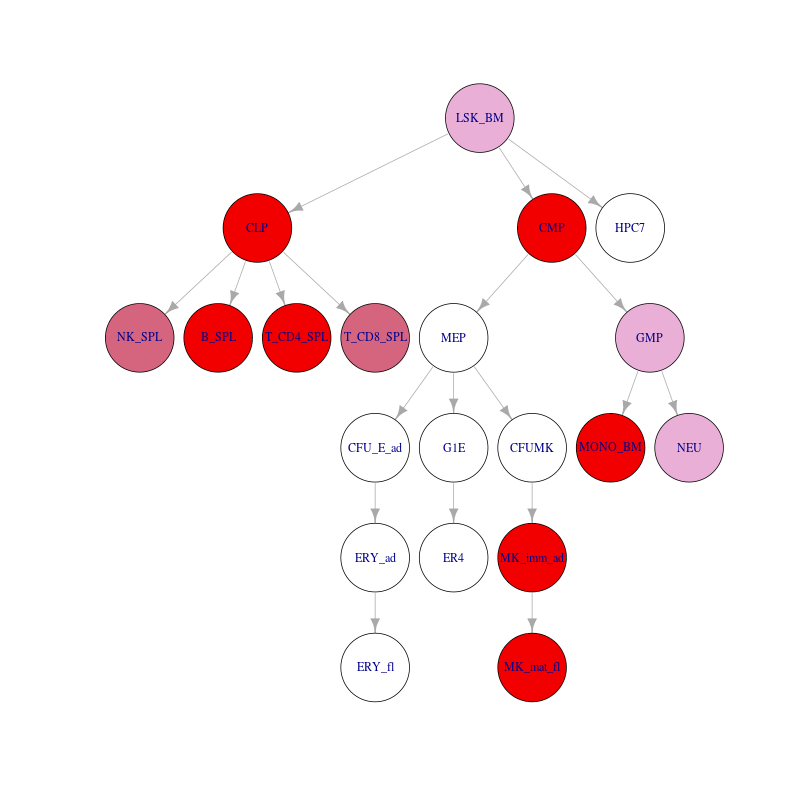 LSK_BM
CLP
CMP
HPC7
NK_SPL
B_SPL
T_CD4_SPL
T_CD8_SPL
MEP
GMP
CFU_E_ad
G1E
CFUMK
MONO_BM
NEU
ERY_ad
ER4
MK_imm_ad
ERY_fl
MK_mat_fl